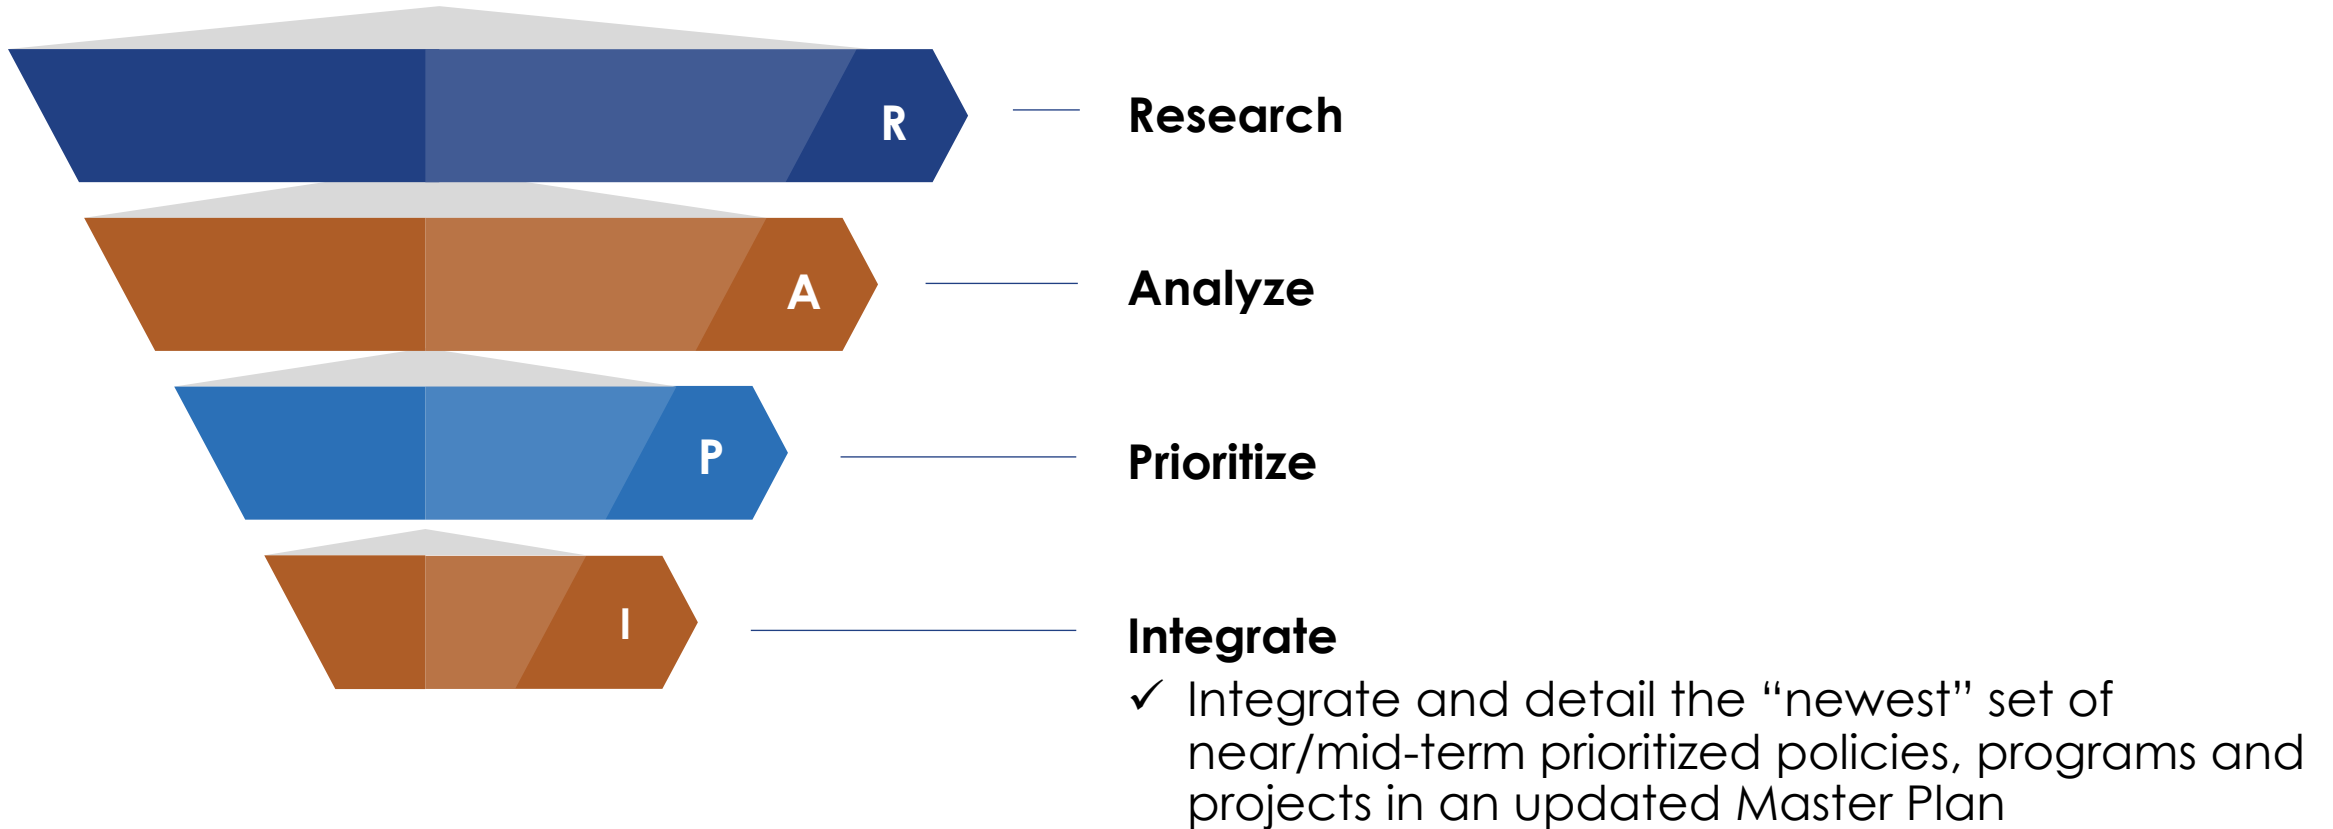 R
Research
A
Analyze
P
Prioritize
I
Integrate
✓ Integrate and detail the “newest” set of
near/mid-term prioritized policies, programs and
projects in an updated Master Plan